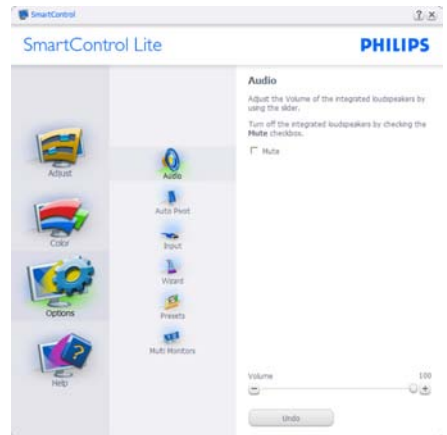 SmartControl
SmartControl Lite
PHILIPS
Adjust
Color
Options
Help
Audio
Auto Pivot
Input
Wizard
Presets
Multi Monitors
Audio
Adjust the Volume of the integrated loudspeakers by
using the slider.
Turn off the integrated loudspeakers by checking the
Mute checkbox.
Mute
Volume
100
Undo